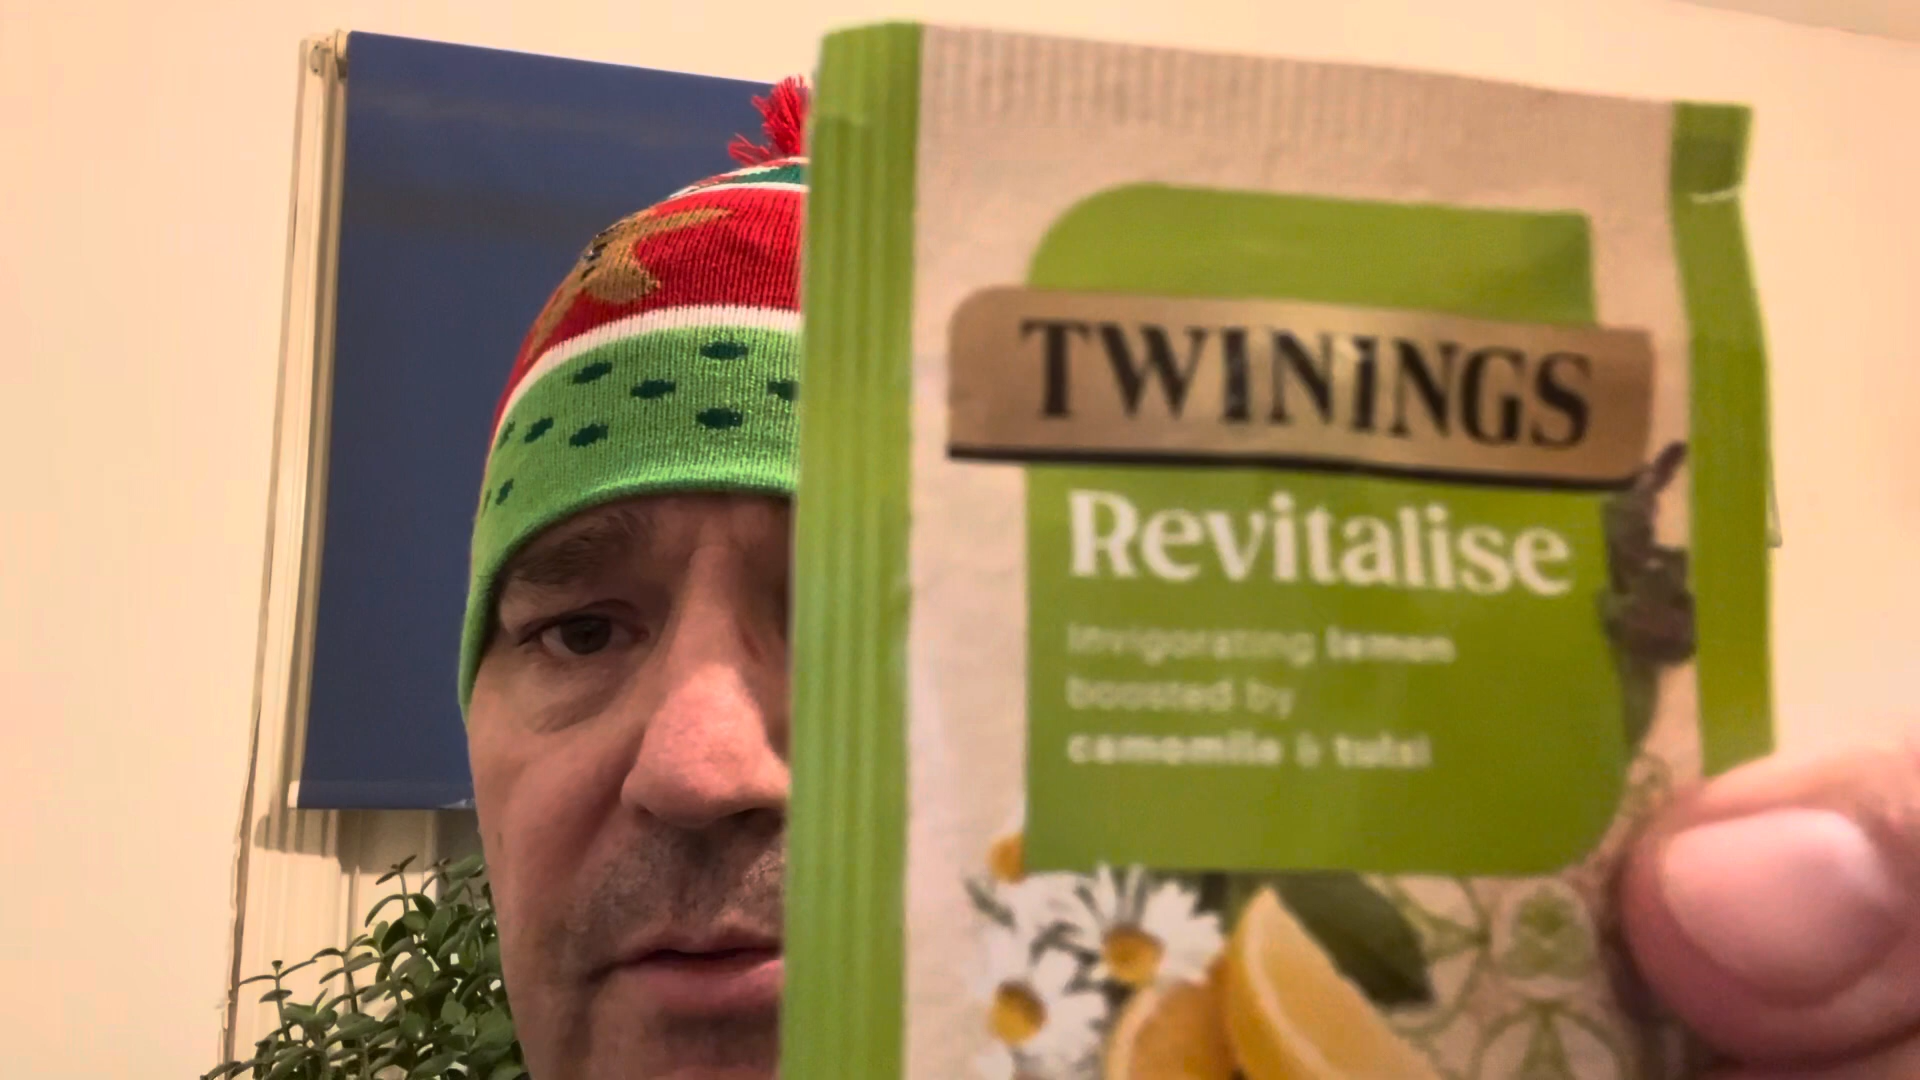 TWININGS
Revitalise
Invigorating lemon
boosted by
camomile & tulsi